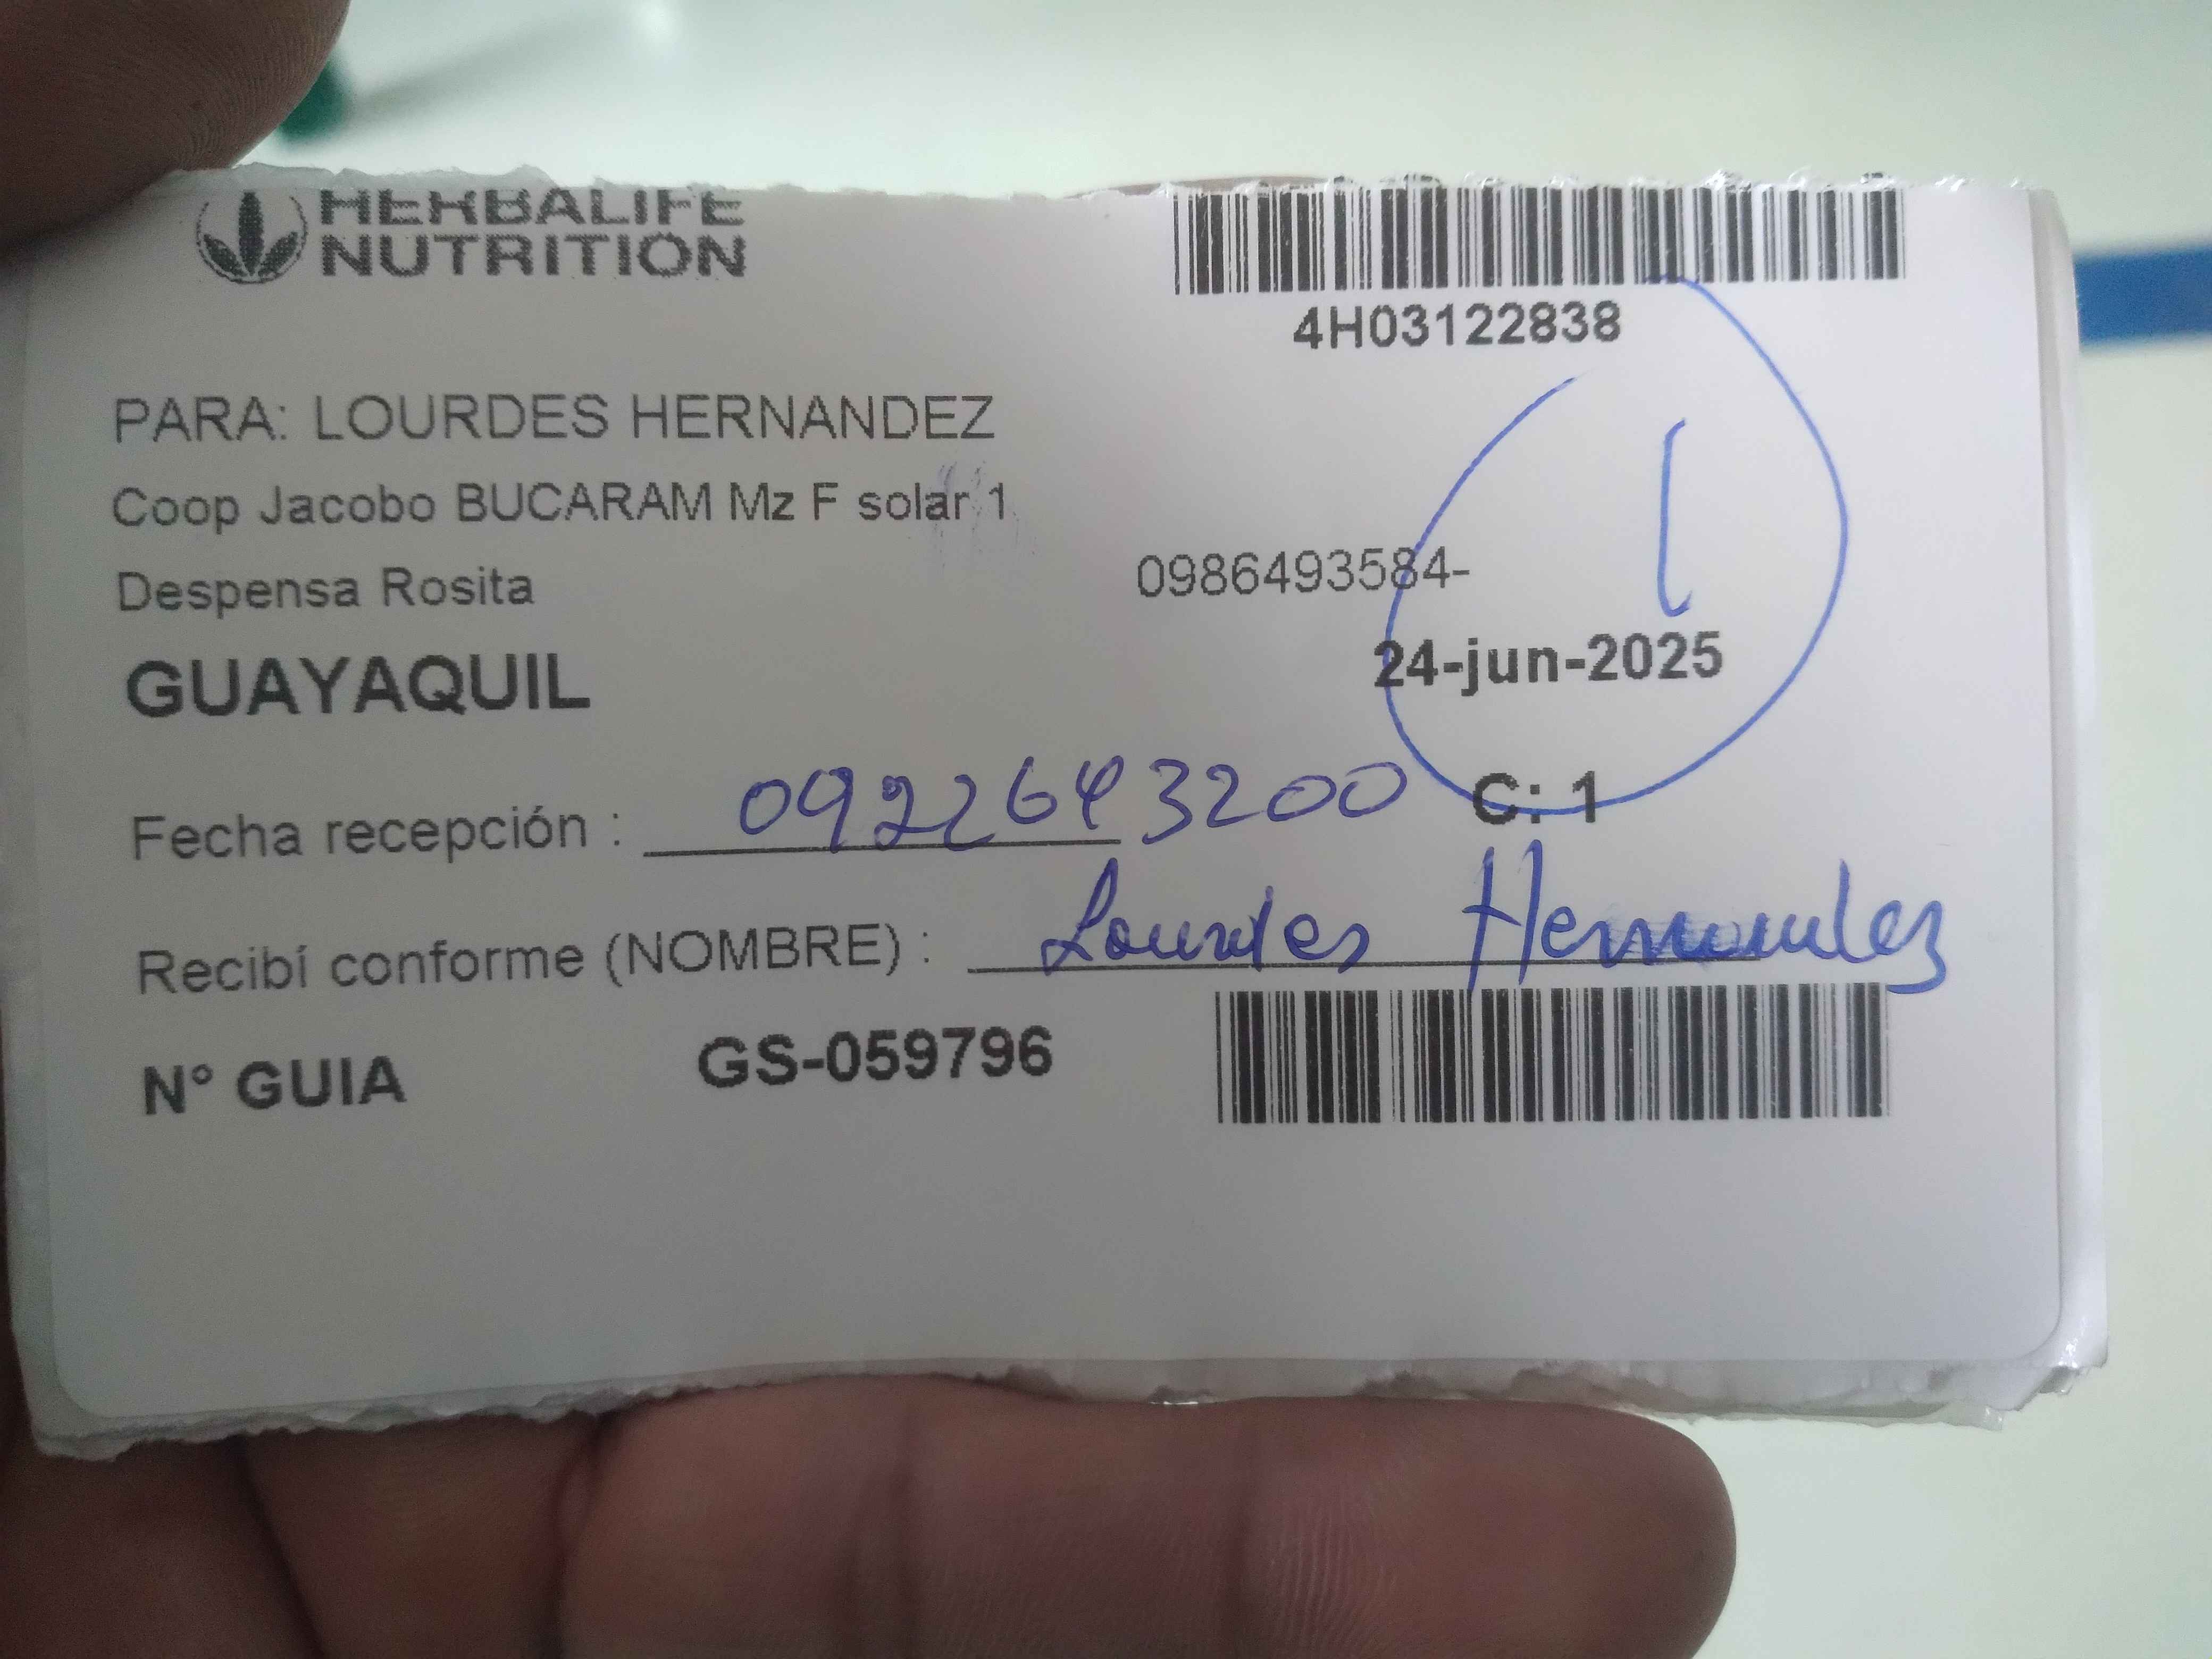 HERBALIFE
NUTRITION
4H03122838
PARA: LOURDES HERNANDEZ
Coop Jacobo BUCARAM Mz F solar 1
Despensa Rosita
0986493584-
1
GUAYAQUIL
24-jun-2025
Fecha recepción : 0922643200
C: 1
Recibí conforme (NOMBRE) : Lourdes Hernandez
N° GUIA GS-059796